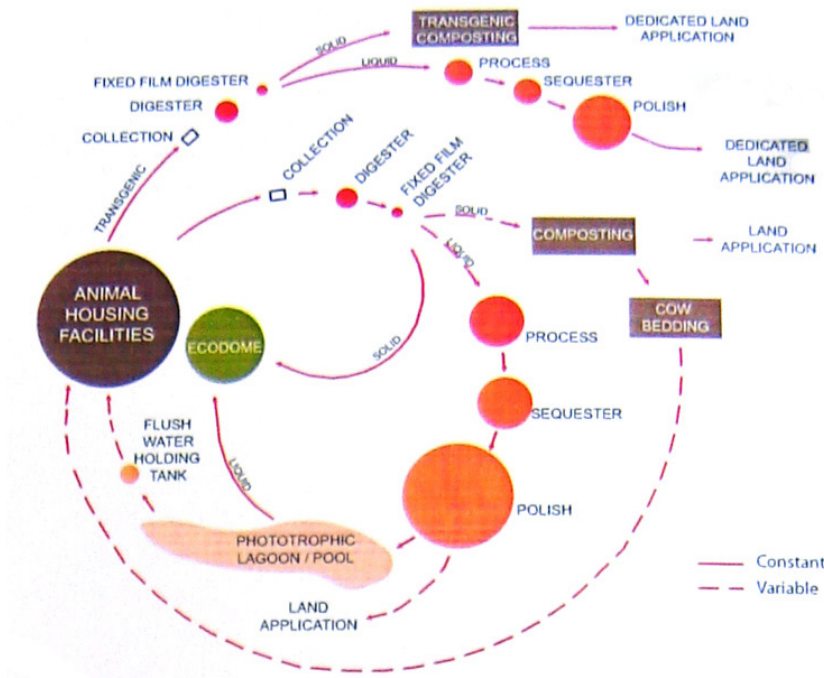 TRANSGENIC
COMPOSTING
DEDICATED LAND
APPLICATION
SOLID
LIQUID
PROCESS
SEQUESTER
POLISH
FIXED FILM DIGESTER
DIGESTER
COLLECTION
DEDICATED
LAND
APPLICATION
TRANSGENIC
COLLECTION
DIGESTER
FIXED FILM
DIGESTER
SOLID
COMPOSTING
LAND
APPLICATION
LIQUID
ANIMAL
HOUSING
FACILITIES
ECODOME
SOLID
COW
BEDDING
PROCESS
SEQUESTER
FLUSH
WATER
HOLDING
TANK
LIQUID
POLISH
PHOTOTROPHIC
LAGOON / POOL
LAND
APPLICATION
Constant
Variable